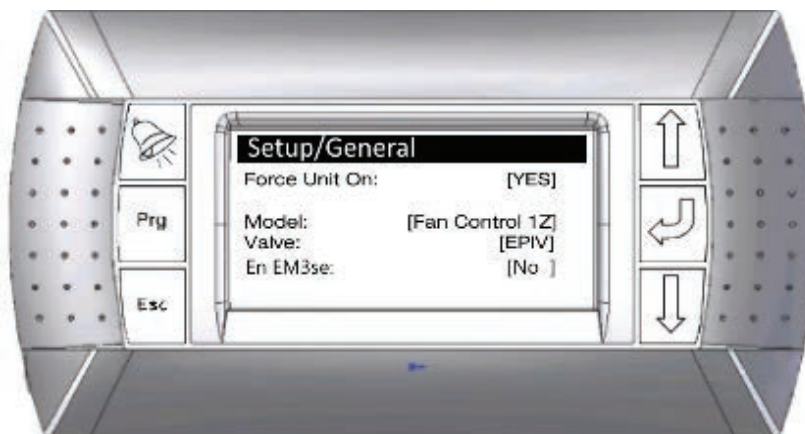 Setup/General
Force Unit On: [YES]
Model: [Fan Control 1Z]
Valve: [EPIV]
En EM3se: [No ]
Prg
Esc